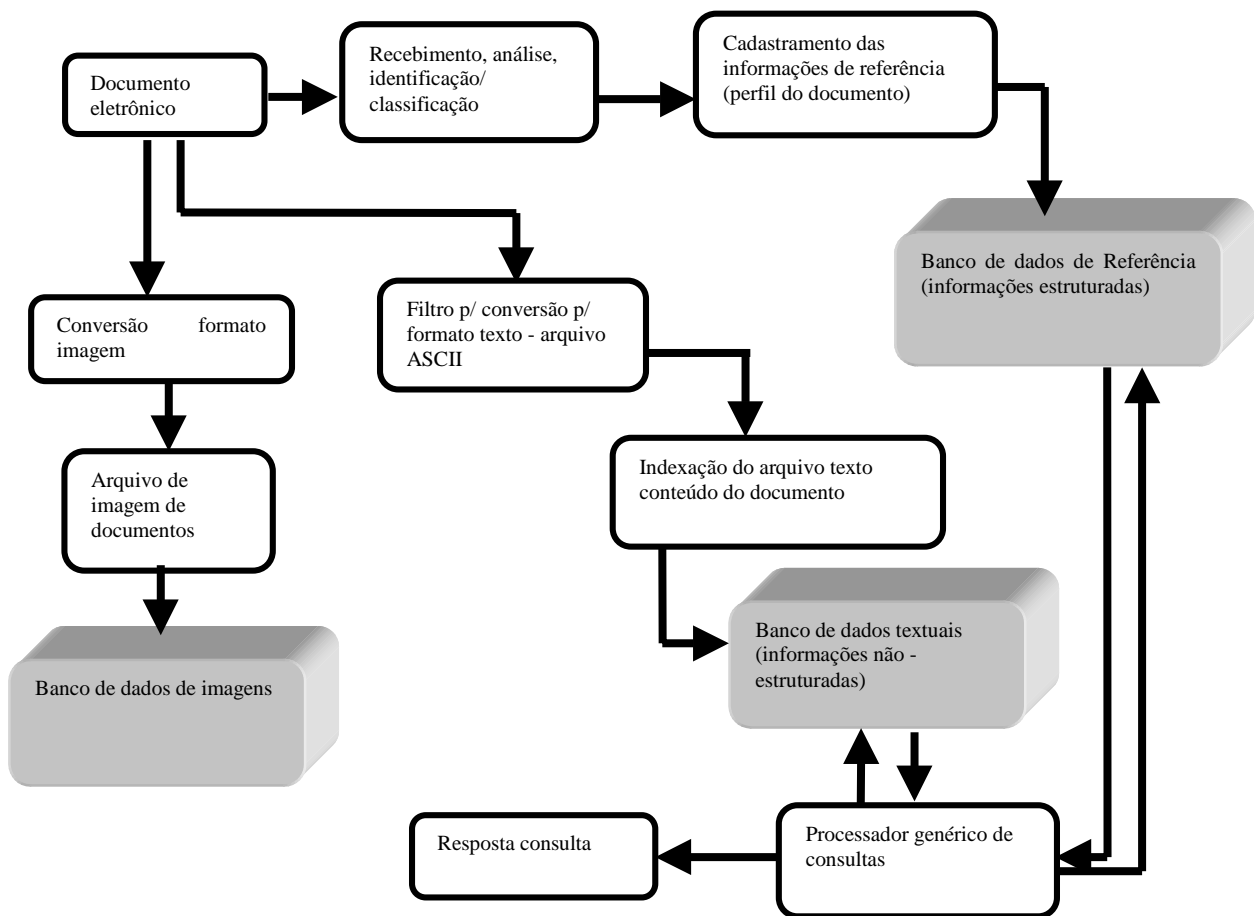 Documento
eletrônico
Recebimento, análise,
identificação/
classificação
Cadastramento das
informações de referência
(perfil do documento)
Banco de dados de Referência
(informações estruturadas)
Conversão formato
imagem
Filtro p/ conversão p/
formato texto - arquivo
ASCII
Arquivo de
imagem de
documentos
Indexação do arquivo texto
conteúdo do documento
Banco de dados de imagens
Banco de dados textuais
(informações não -
estruturadas)
Resposta consulta
Processador genérico de
consultas